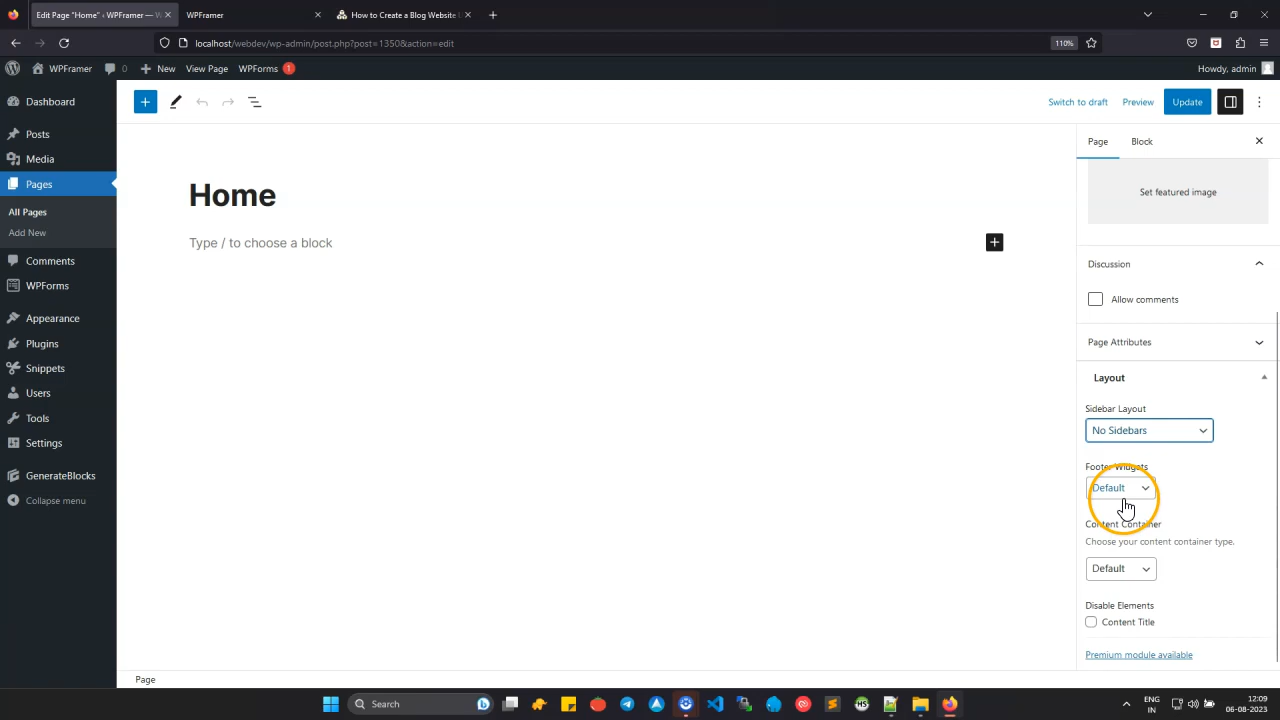 Edit Page "Home" ‹ WPFramer — W
WPFramer
How to Create a Blog Website l
localhost/webdev/wp-admin/post.php?post=1350&action=edit
110%
WPFramer
0
New
View Page
WPForms
1
Howdy, admin
Dashboard
Posts
Media
Pages
All Pages
Add New
Comments
WPForms
Appearance
Plugins
Snippets
Users
Tools
Settings
GenerateBlocks
Collapse menu
Switch to draft
Preview
Update
Home
Type / to choose a block
Page
Block
Set featured image
Discussion
Allow comments
Page Attributes
Layout
Sidebar Layout
No Sidebars
Footer Widgets
Default
Content Container
Choose your content container type.
Default
Disable Elements
Content Title
Premium module available
Page
Search
HS
ENG
IN
12:09
06-08-2023